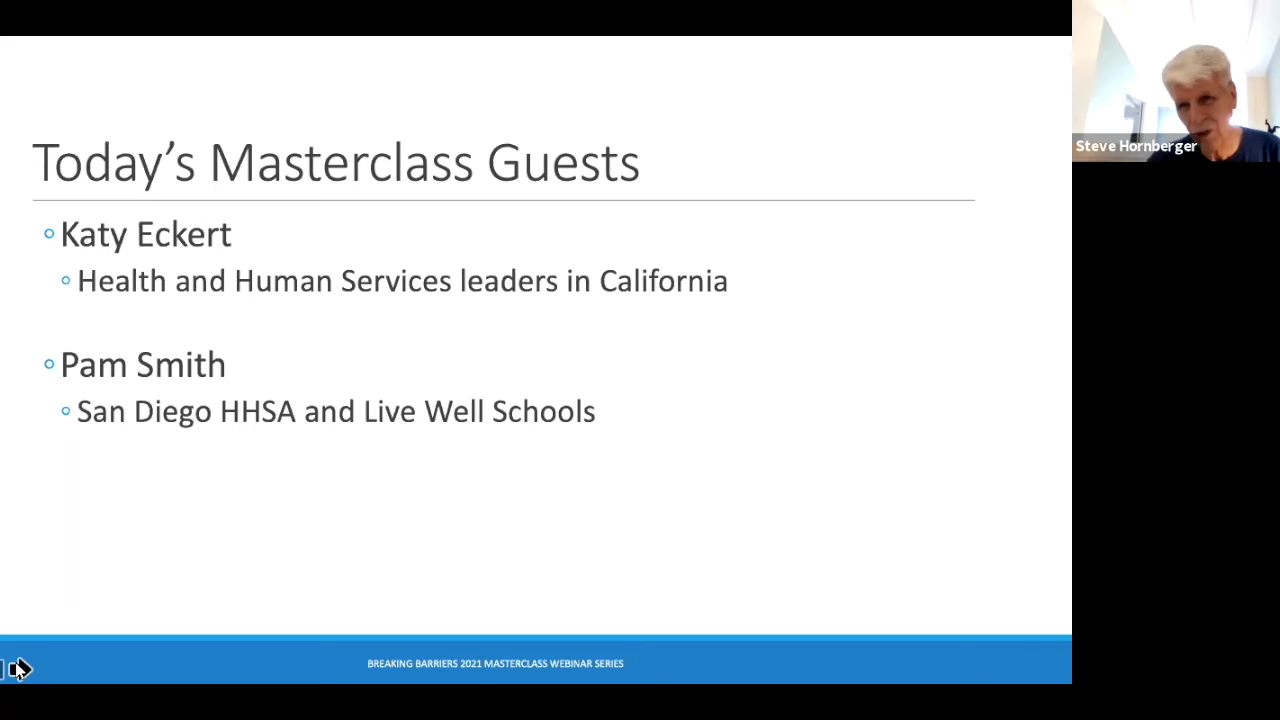 Today’s Masterclass Guests
Katy Eckert
Health and Human Services leaders in California
Pam Smith
San Diego HHSA and Live Well Schools
BREAKING BARRIERS 2021 MASTERCLASS WEBINAR SERIES
Steve Hornberger